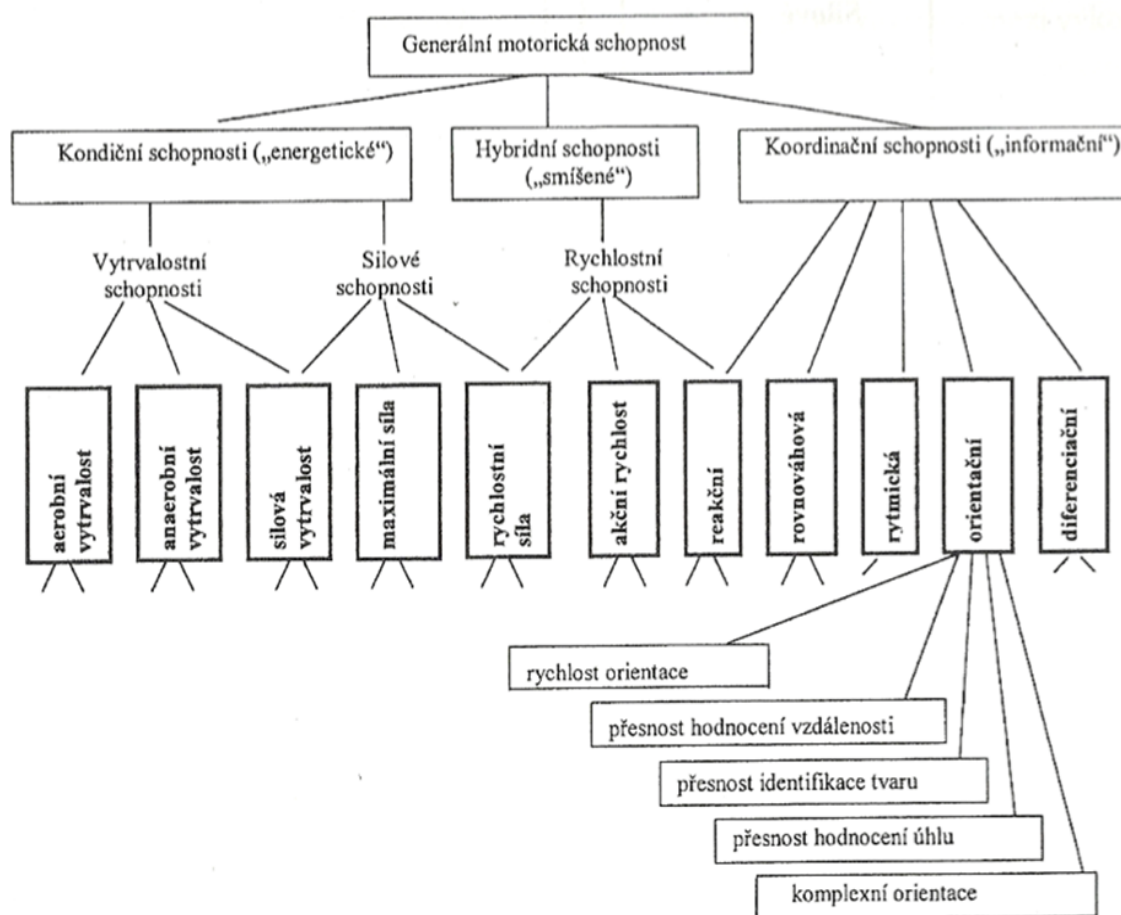 Generální motorická schopnost
Kondiční schopnosti („energetické“)
Hybridní schopnosti
(„smíšené“)
Koordinační schopnosti („informační“)
Vytrvalostní
schopnosti
Silové
schopnosti
Rychlostní
schopnosti
aerobní
vytrvalost
anaerobní
vytrvalost
silová
vytrvalost
maximální síla
rychlostní
síla
akční rychlost
reakční
rovnováhová
rytmická
orientační
diferenciační
rychlost orientace
přesnost hodnocení vzdálenosti
přesnost identifikace tvaru
přesnost hodnocení úhlu
komplexní orientace